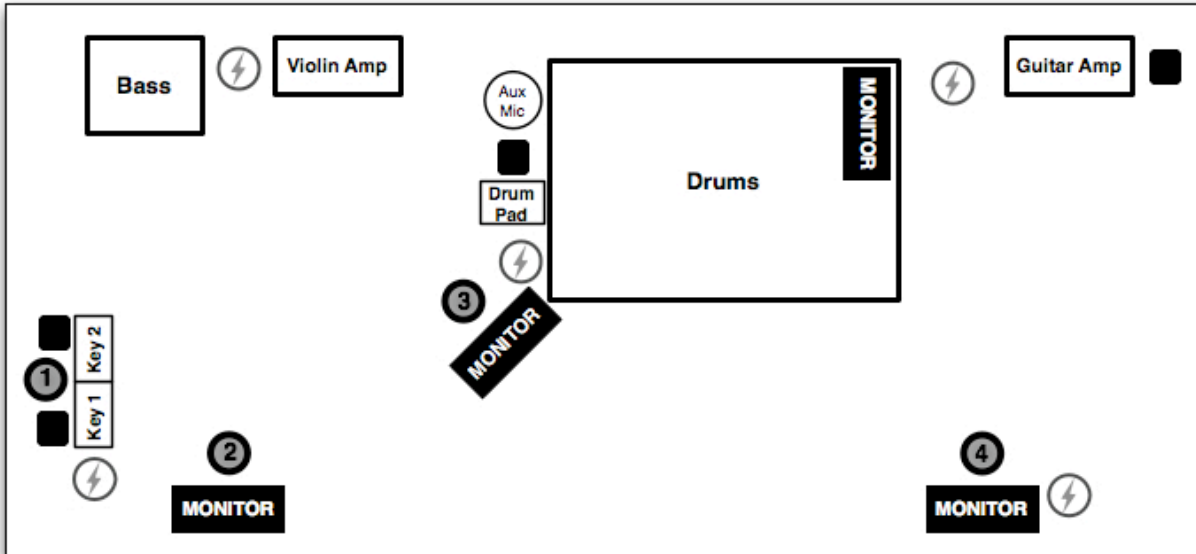 Bass
Violin Amp
Aux
Mic
Drum
Pad
Drums
MONITOR
Guitar Amp
3
MONITOR
Key 2
1
Key 1
2
MONITOR
4
MONITOR